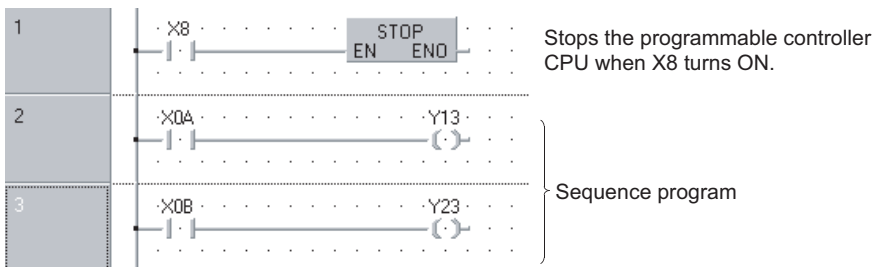 1
X8
STOP
EN ENO
Stops the programmable controller
CPU when X8 turns ON.
2
X0A
Y13
Sequence program
3
X0B
Y23